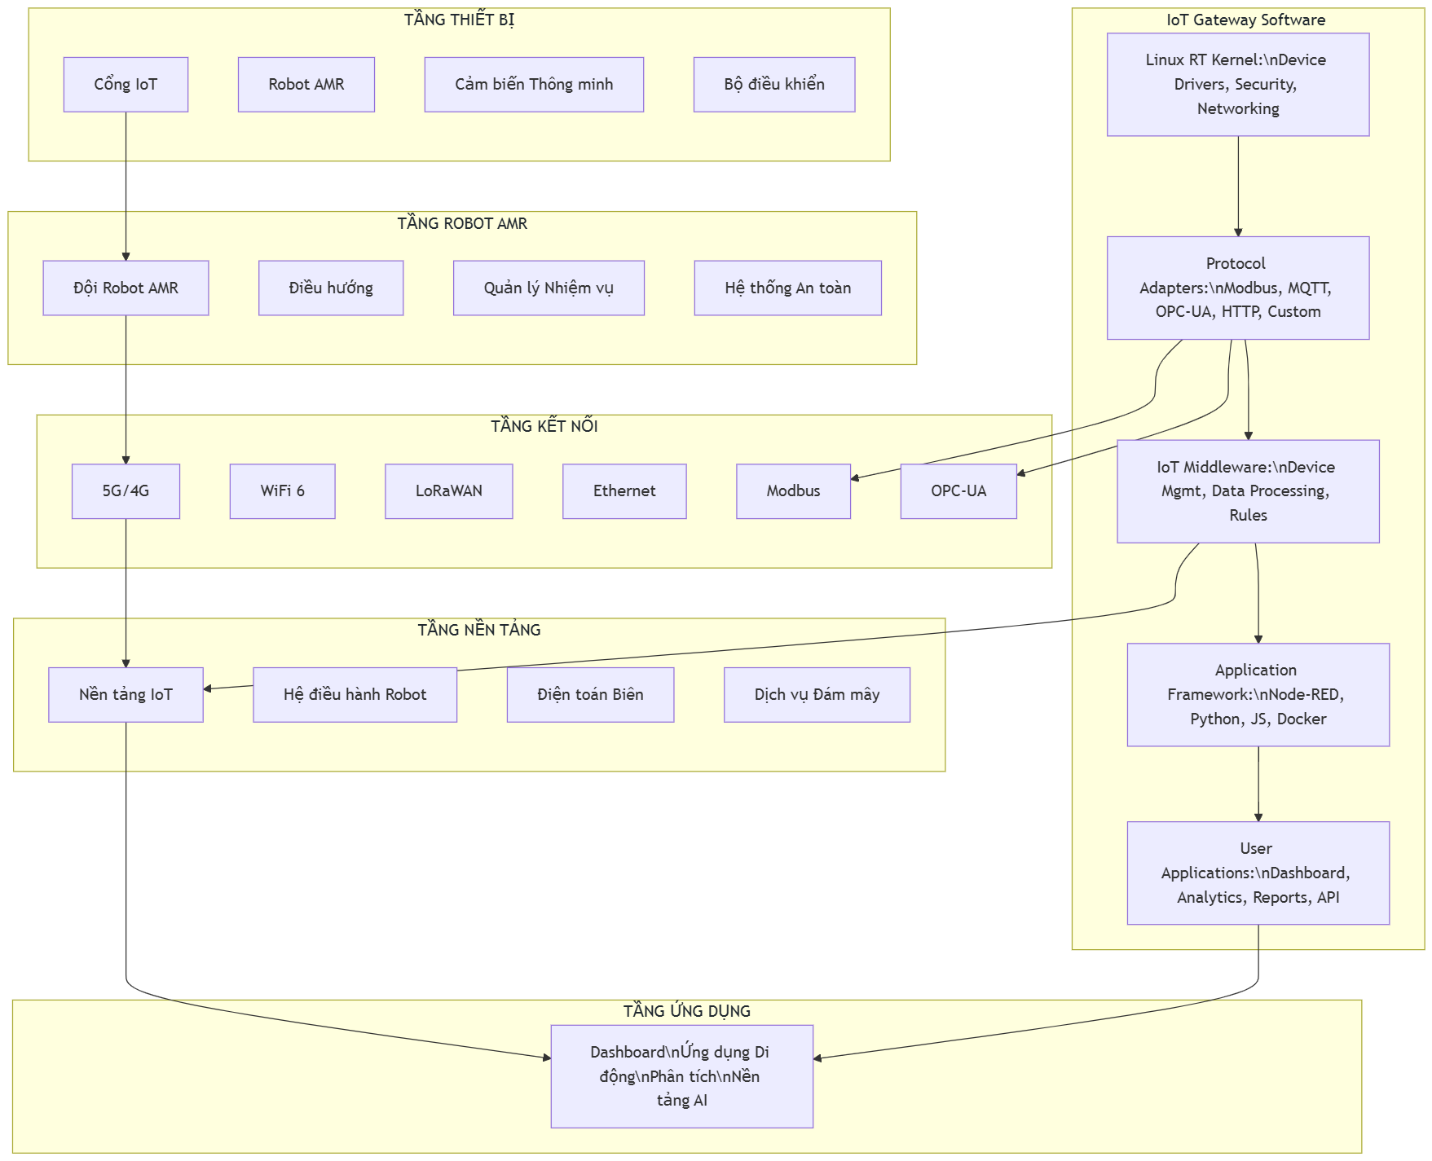 TẦNG THIẾT BỊ
Cổng IoT
Robot AMR
Cảm biến Thông minh
Bộ điều khiển
TẦNG ROBOT AMR
Đội Robot AMR
Điều hướng
Quản lý Nhiệm vụ
Hệ thống An toàn
TẦNG KẾT NỐI
5G/4G
WiFi 6
LoRaWAN
Ethernet
Modbus
OPC-UA
TẦNG NỀN TẢNG
Nền tảng IoT
Hệ điều hành Robot
Điện toán Biên
Dịch vụ Đám mây
IoT Gateway Software
Linux RT Kernel:\nDevice
Drivers, Security,
Networking
Protocol
Adapters:\nModbus, MQTT,
OPC-UA, HTTP, Custom
IoT Middleware:\nDevice
Mgmt, Data Processing,
Rules
Application
Framework:\nNode-RED,
Python, JS, Docker
User
Applications:\nDashboard,
Analytics, Reports, API
TẦNG ỨNG DỤNG
Dashboard\nỨng dụng Di
động\nPhân tích\nNền
tảng AI